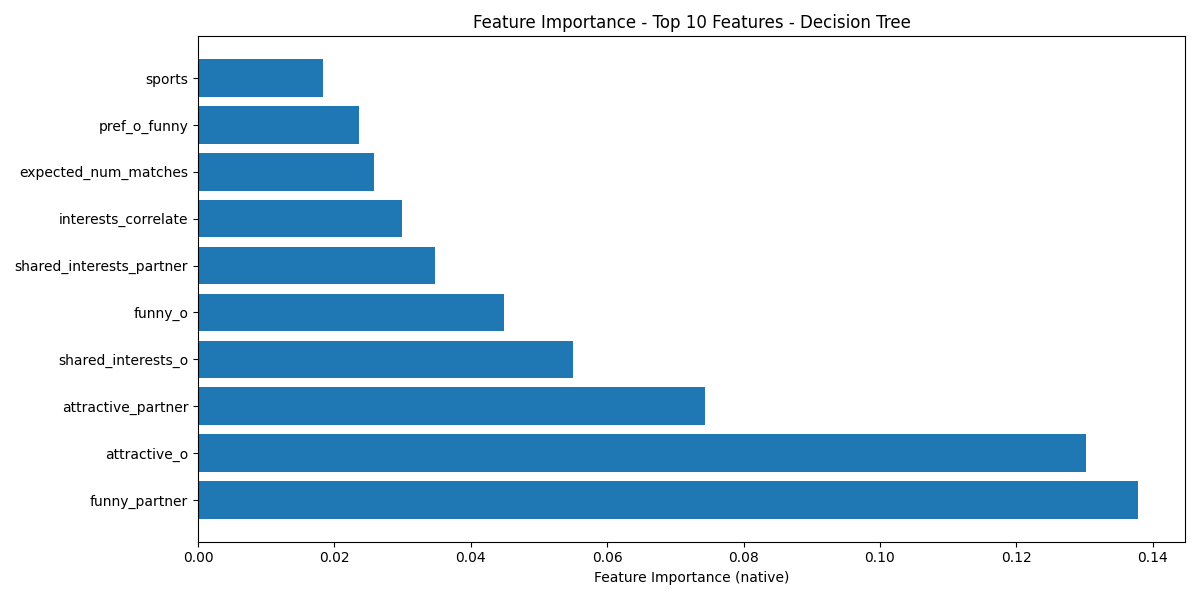 Feature Importance - Top 10 Features - Decision Tree
sports
pref_o_funny
expected_num_matches
interests_correlate
shared_interests_partner
funny_o
shared_interests_o
attractive_partner
attractive_o
funny_partner
0.00 0.02 0.04 0.06 0.08 0.10 0.12 0.14
Feature Importance (native)